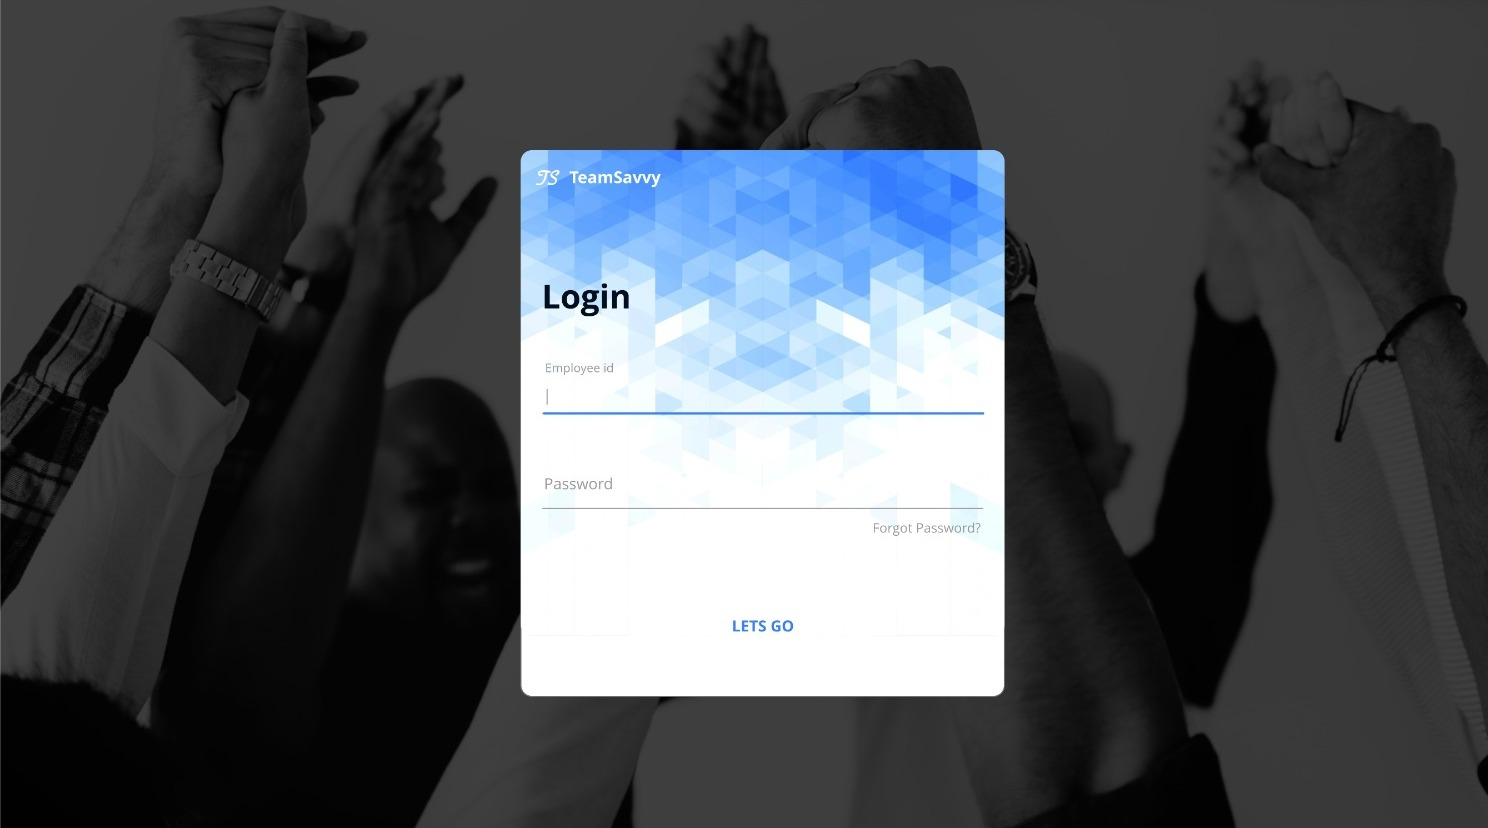 TS TeamSavvy
Login
Employee id
Password
Forgot Password?
LETS GO